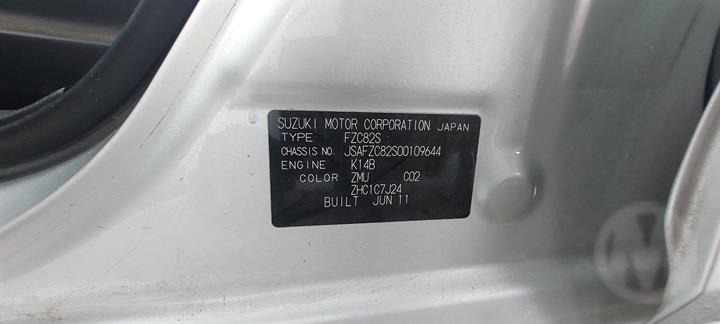 SUZUKI MOTOR CORPORATION JAPAN
TYPE FZC82S
CHASSIS NO. JSAFZC82S00109644
ENGINE K14B
COLOR ZMU C02
ZHC1C7J24
BUILT JUN 11
M